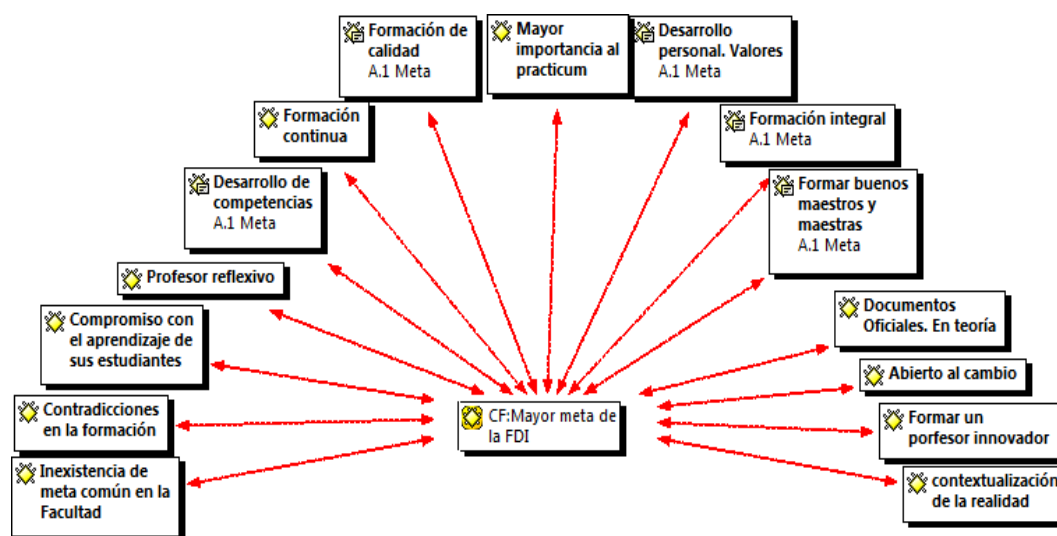 Formación de
calidad
A.1 Meta
Mayor
importancia al
practicum
Desarrollo
personal. Valores
A.1 Meta
Formación
continua
Formación integral
A.1 Meta
Desarrollo de
competencias
A.1 Meta
Formar buenos
maestros y
maestras
A.1 Meta
Profesor reflexivo
Compromiso con
el aprendizaje de
sus estudiantes
Documentos
Oficiales. En teoría
Abierto al cambio
Contradicciones
en la formación
CF:Mayor meta de
la FDI
Formar un
porfesor innovador
Inexistencia de
meta común en la
Facultad
contextualización
de la realidad